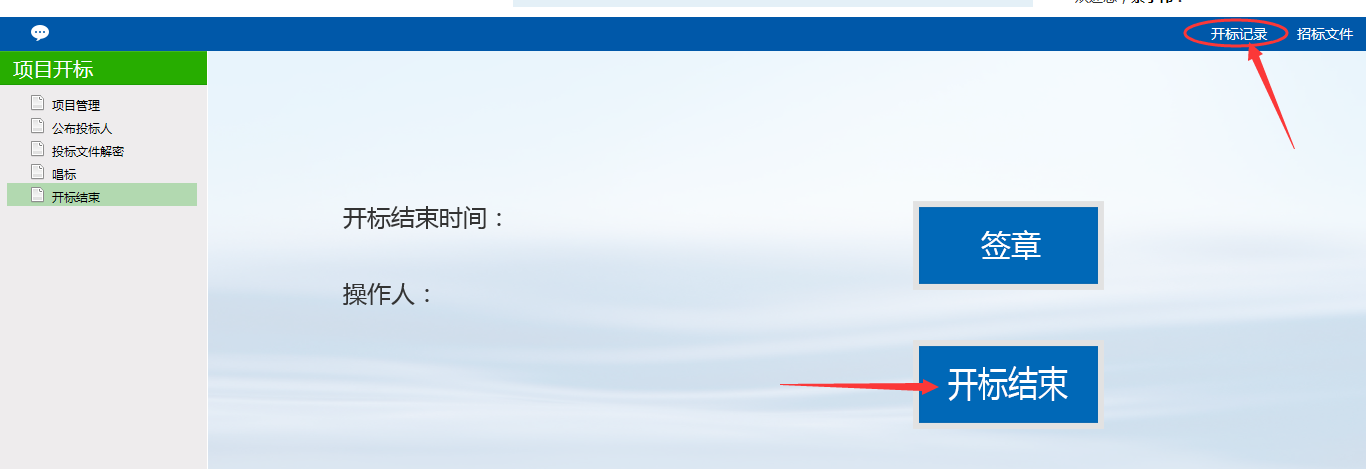 开标记录 招标文件
项目开标
项目管理
公布投标人
投标文件解密
唱标
开标结束
开标结束时间：
操作人：
签章
开标结束